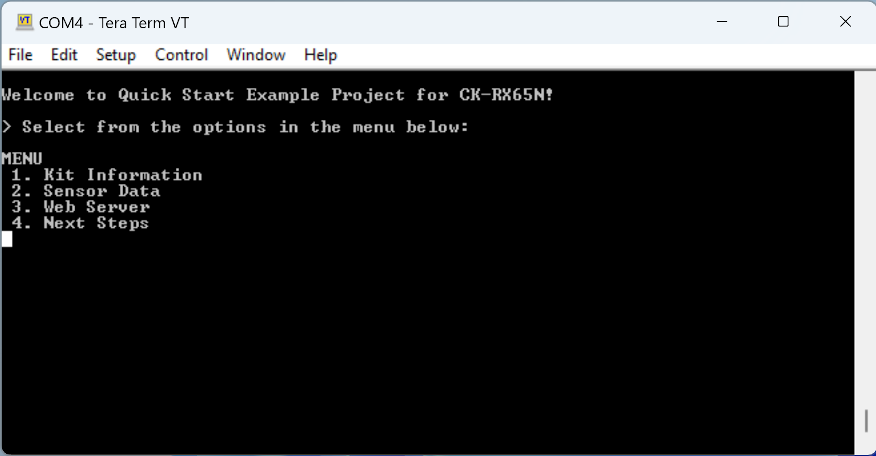 VT COM4 - Tera Term VT
File Edit Setup Control Window Help
Welcome to Quick Start Example Project for CK-RX65N!
> Select from the options in the menu below:
MENU
1. Kit Information
2. Sensor Data
3. Web Server
4. Next Steps